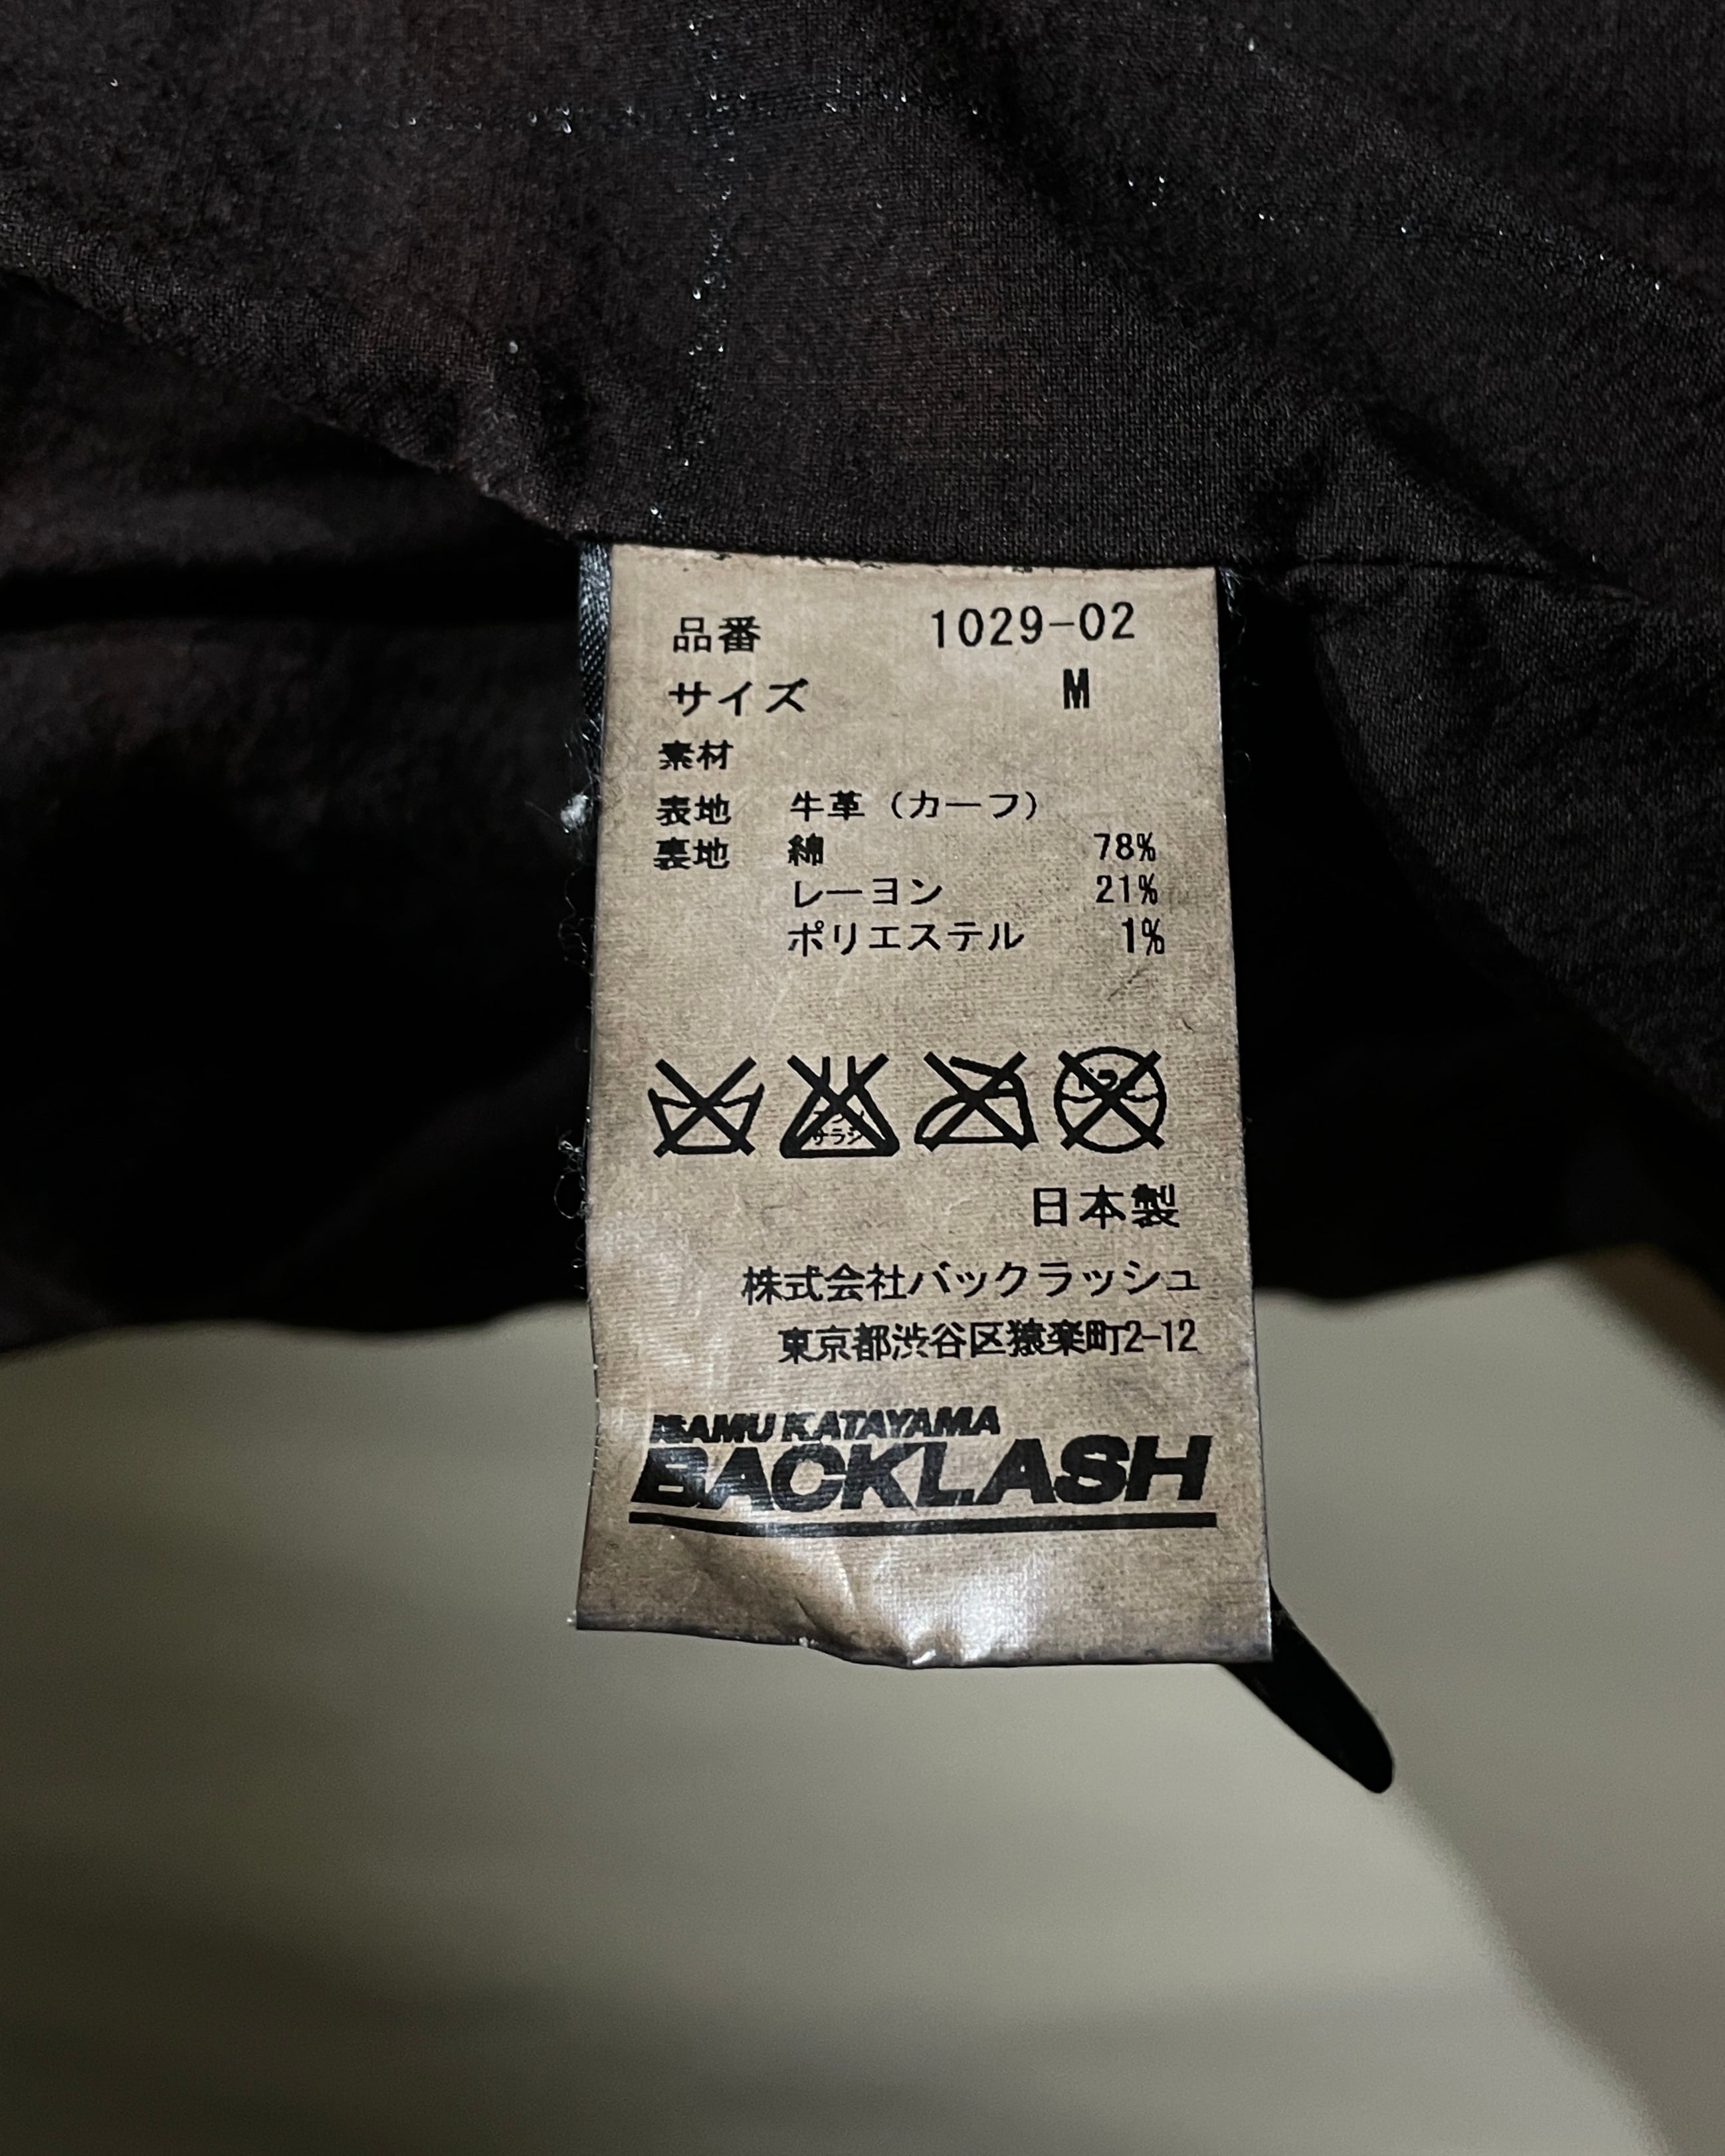 品番 1029-02
サイズ M
素材
表地 牛革（カーフ）
裏地 綿 78%
レーヨン 21%
ポリエステル 1%
サラシ
日本製
株式会社バックラッシュ
東京都渋谷区猿楽町2-12
ISAMU KATAYAMA
BACKLASH